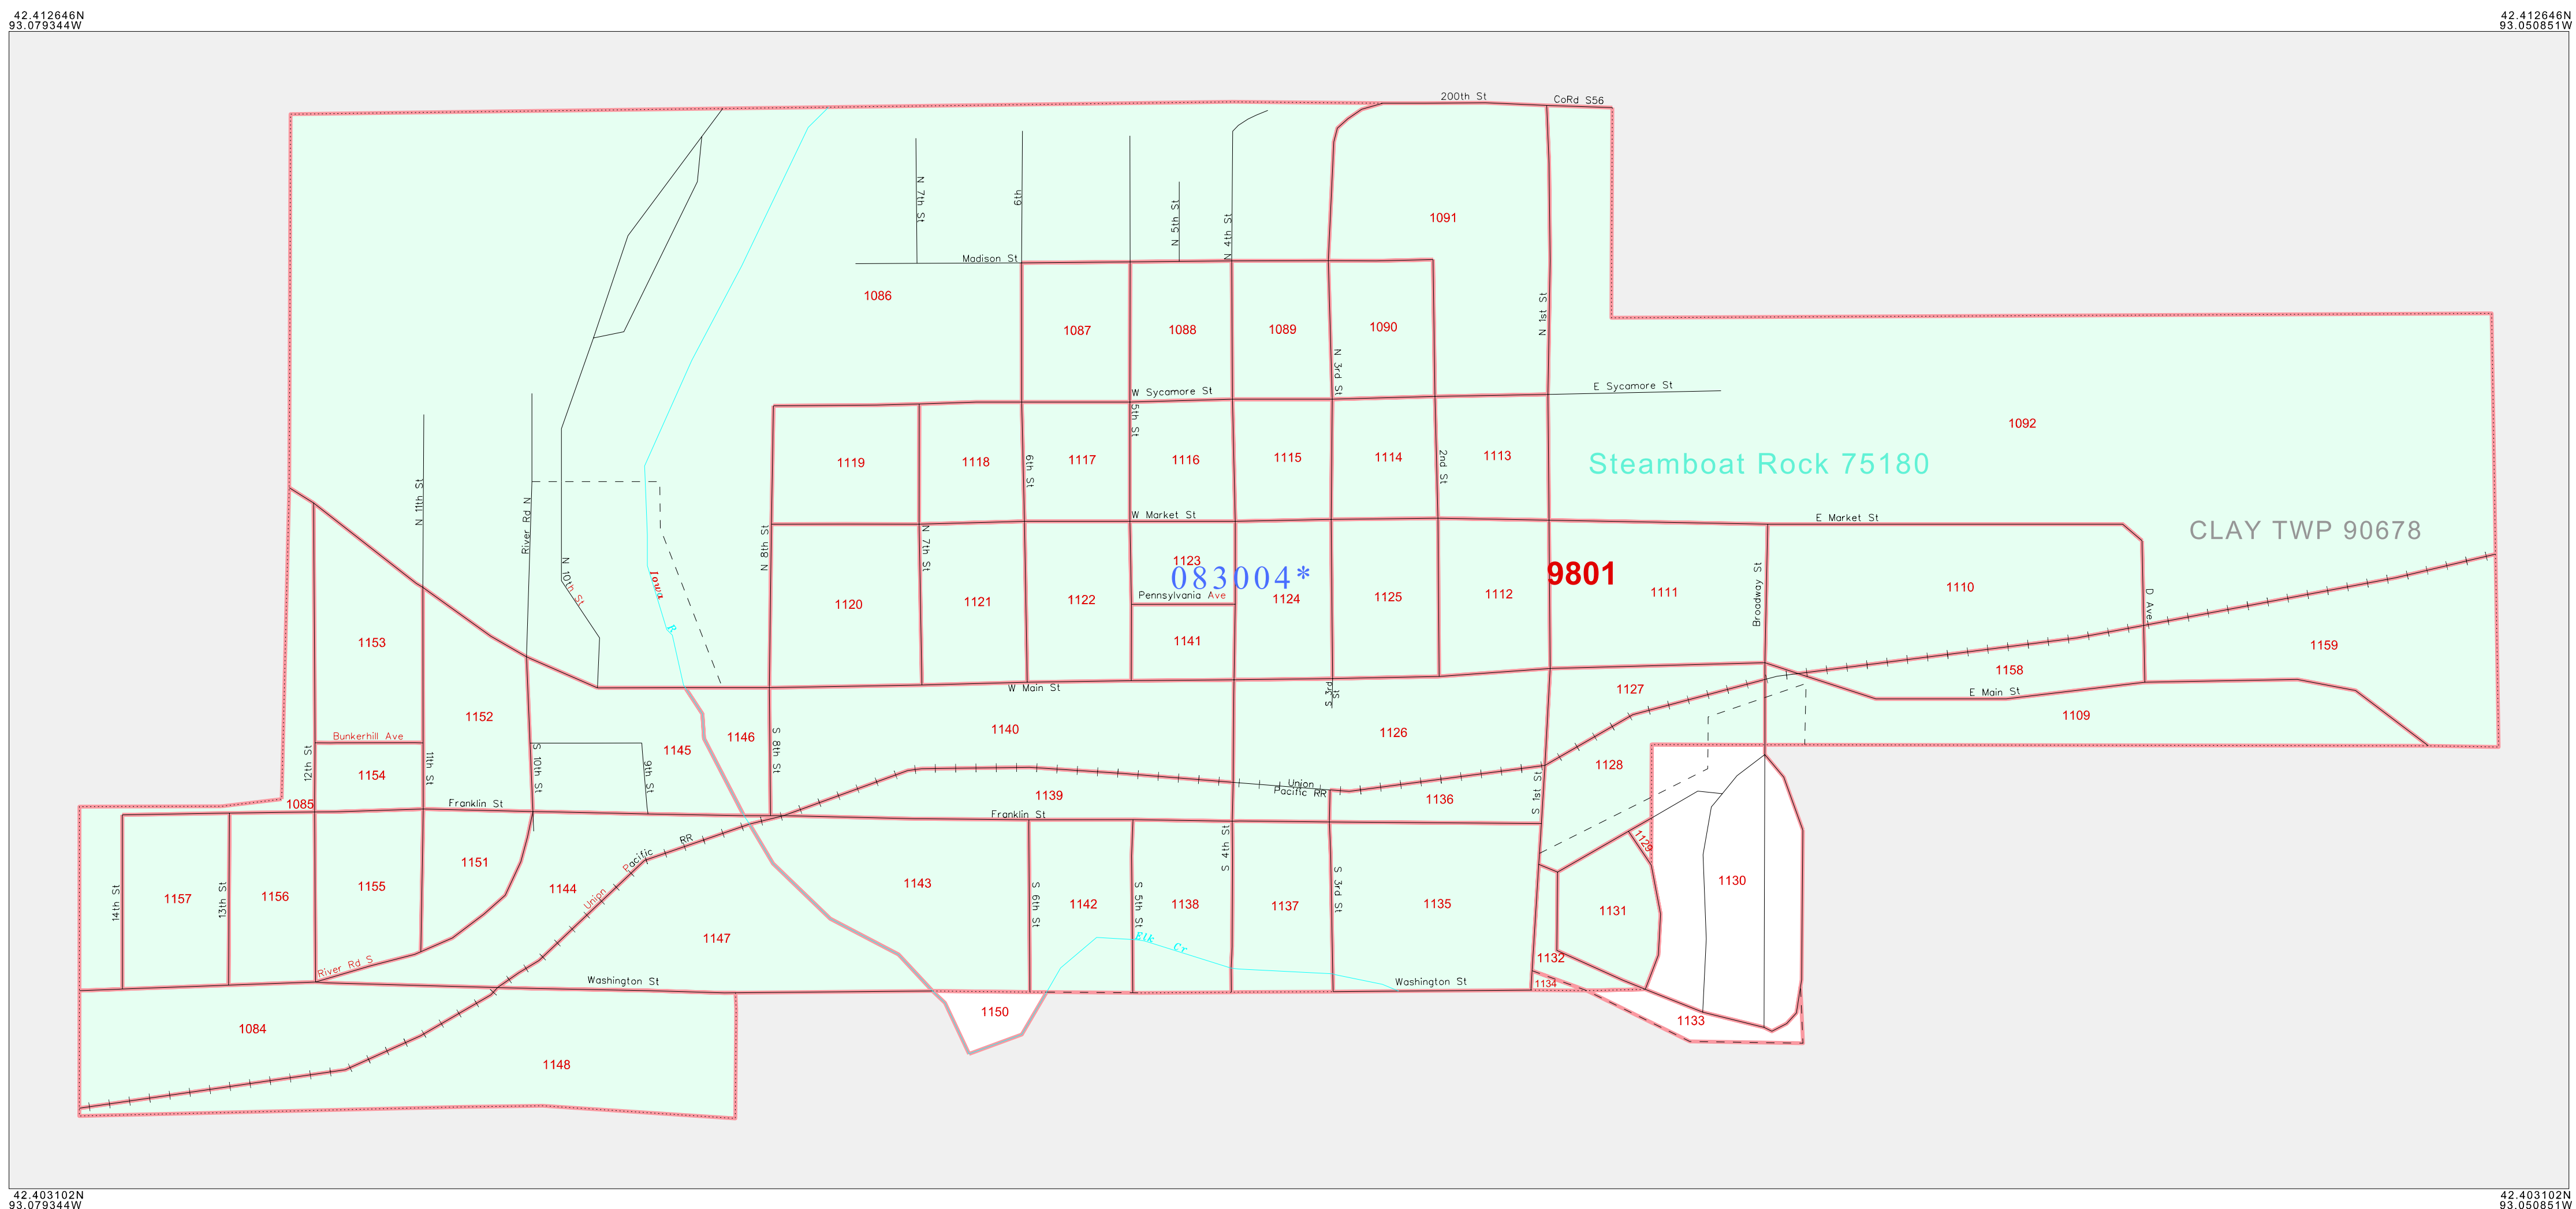 42.412646N
93.079344W
42.412646N
93.050851W
200th St
CoRd S56
N 7th St
6th
N 5th St
N 4th St
1091
Madison St
1086
N 1st St
1087
1088
1089
1090
N 3rd St
W Sycamore St
E Sycamore St
5th St
1092
1119
1118
6th St
1117
1116
1115
1114
2nd St
1113
Steamboat Rock 75180
N 11th St
River Rd N
N 8th St
W Market St
E Market St
CLAY TWP 90678
N 10th St
N 7th St
Iowa
R
1123
083004*
9801
1120
1121
1122
Pennsylvania Ave
1124
1125
1112
1111
Broadway St
1110
D Ave
1153
1141
1159
1158
W Main St
S 3rd St
1127
E Main St
1152
1109
Bunkerhill Ave
12th St
1154
11th St
S 10th St
9th St
1145
1146
S 8th St
1140
1126
1128
1085
Franklin St
1139
Union
Pacific RR
1136
S 1st St
Franklin St
1129
Union Pacific RR
1151
S 4th St
14th St
1157
13th St
1156
1155
1144
1143
S 6th St
1142
S 5th St
1138
1137
S 3rd St
1135
1131
1130
1147
Elk Cr
River Rd S
1132
Washington St
Washington St
1134
1150
1133
1084
1148
42.403102N
93.079344W
42.403102N
93.050851W